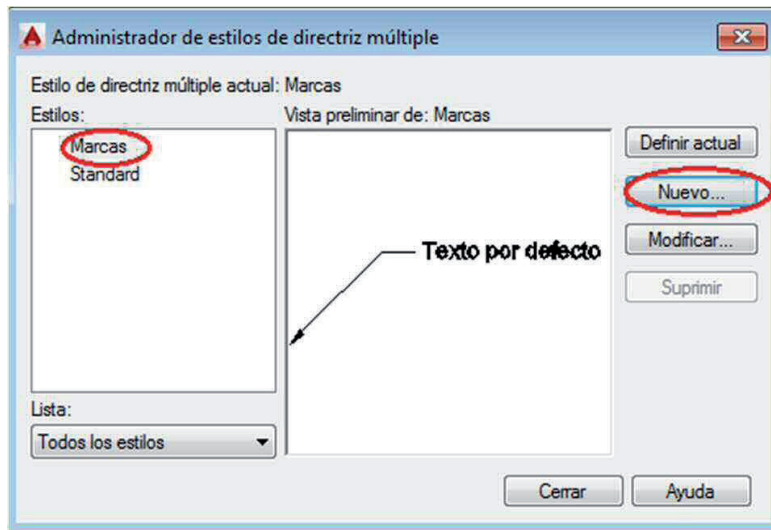 Administrador de estilos de directriz múltiple
Estilo de directriz múltiple actual: Marcas
Estilos:
Vista preliminar de: Marcas
Marcas
Standard
Texto por defecto
Definir actual
Nuevo...
Modificar...
Suprimir
Lista:
Todos los estilos
Cerrar
Ayuda